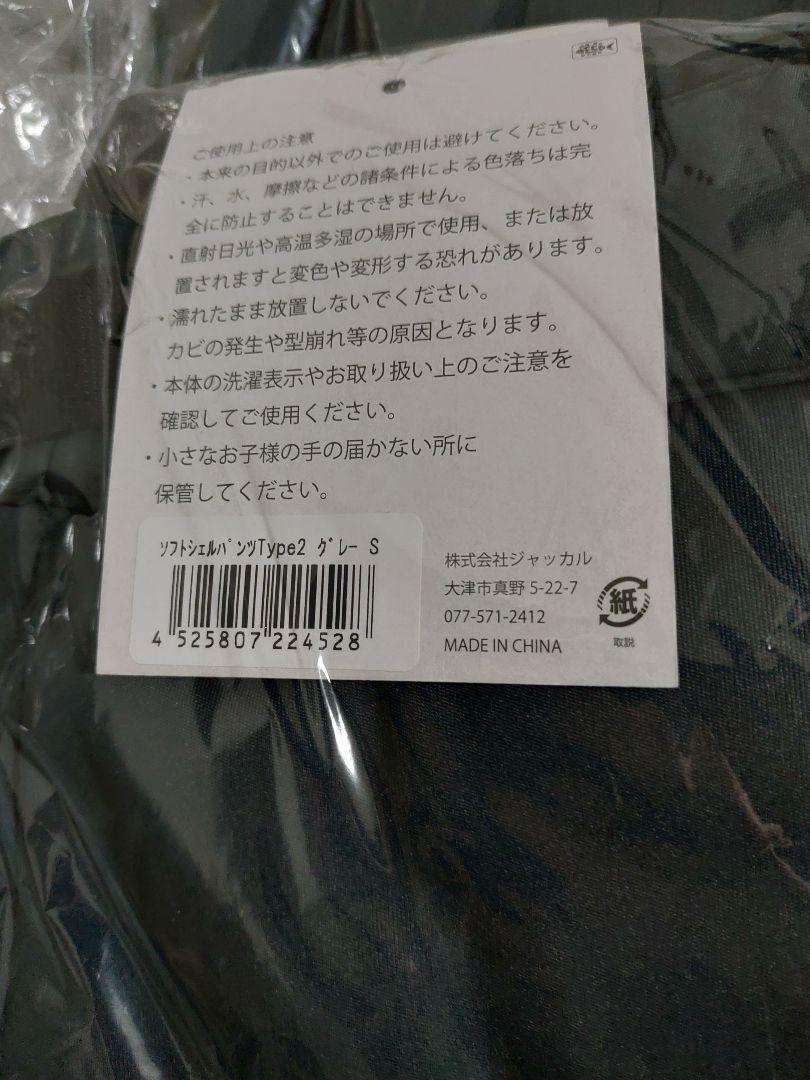 ご使用上の注意
・本来の目的以外でのご使用は避けてください。
・汗、水、摩擦などの諸条件による色落ちは完
全に防止することはできません。
・直射日光や高温多湿の場所で使用、または放
置されますと変色や変形する恐れがあります。
・濡れたまま放置しないでください。
カビの発生や型崩れ等の原因となります。
・本体の洗濯表示やお取り扱い上のご注意を
確認してご使用ください。
・小さなお子様の手の届かない所に
保管してください。
ソフトシェルパンツType2 グレー S
4 525807 224528
株式会社ジャッカル
大津市真野 5-22-7
077-571-2412
MADE IN CHINA
紙
取説